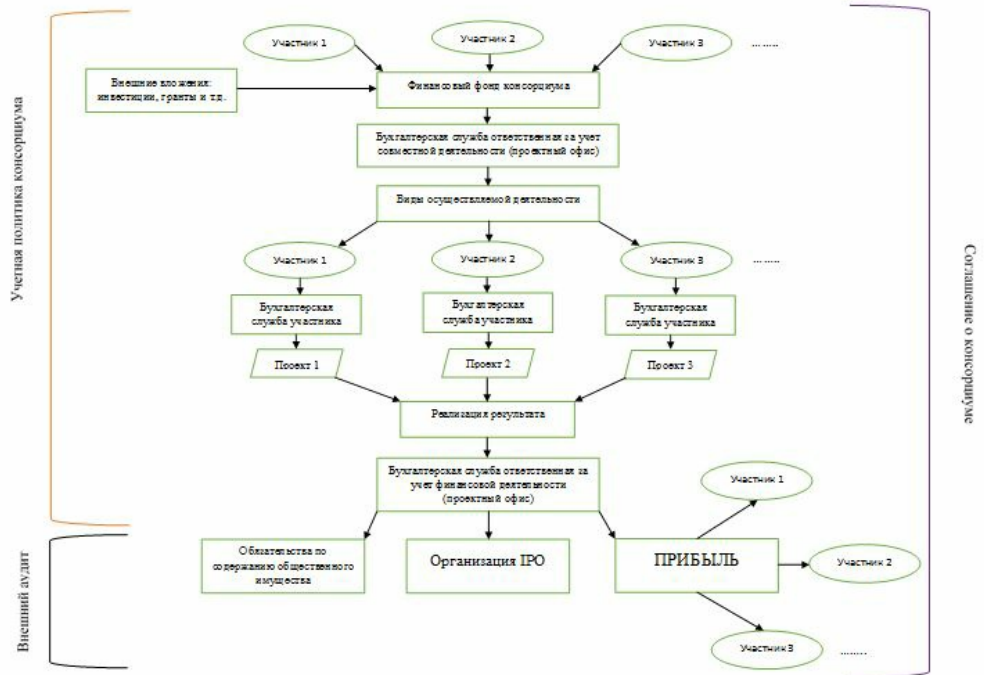 Участник 1
Участник 2
Участник 3
........
Внешние вложения:
инвестиции, гранты и т.д.
Финансовый фонд консорциума
Бухгалтерская служба ответственная за учет
совместной деятельности (проектный офис)
Виды осуществляемой деятельности
Участник 1
Участник 2
Участник 3
........
Бухгалтерская
служба участника
Бухгалтерская
служба участника
Бухгалтерская
служба участника
Проект 1
Проект 2
Проект 3
Реализация результата
Бухгалтерская служба ответственная за
учет финансовой деятельности
(проектный офис)
Обязательства по
содержанию общественного
имущества
Организация IPO
ПРИБЫЛЬ
Участник 1
Участник 2
Участник 3
........
Учетная политика консорциума
Внешний аудит
Соглашение о консорциуме